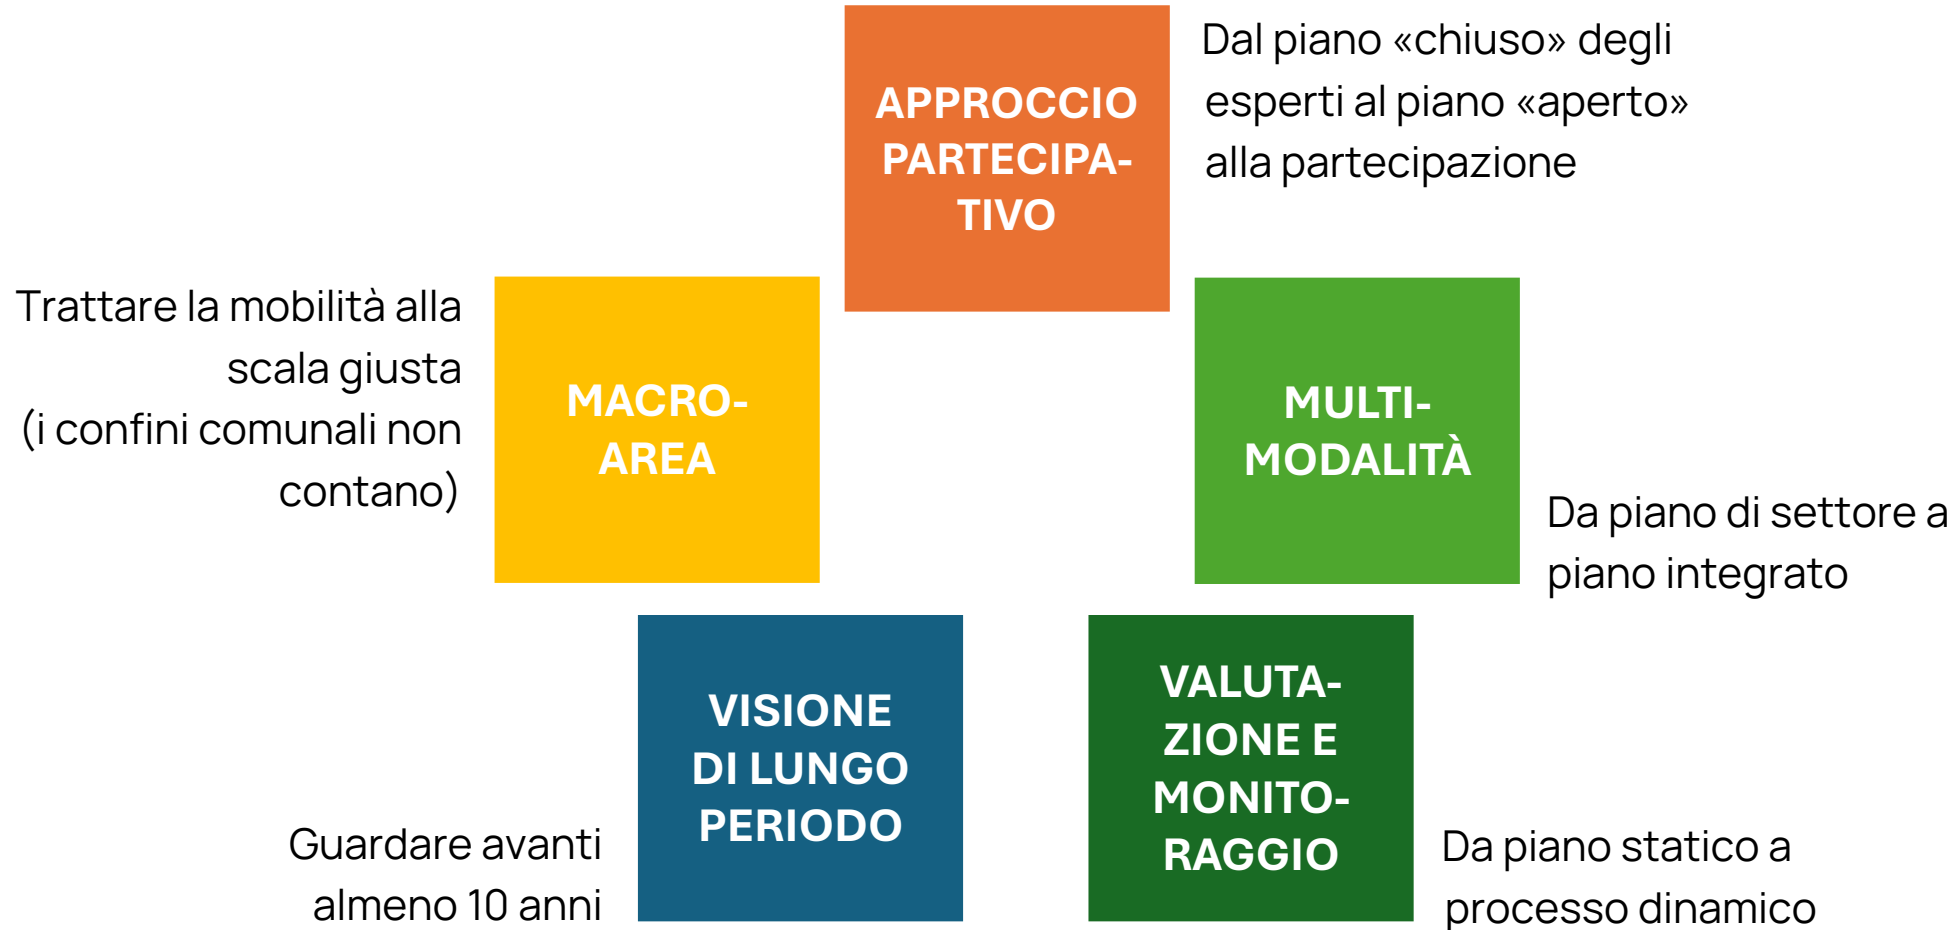 APPROCCIO
PARTECIPA-
TIVO
Dal piano «chiuso» degli
esperti al piano «aperto»
alla partecipazione
Trattare la mobilità alla
scala giusta
(i confini comunali non
contano)
MACRO-
AREA
MULTI-
MODALITÀ
Da piano di settore a
piano integrato
VISIONE
DI LUNGO
PERIODO
Guardare avanti
almeno 10 anni
VALUTA-
ZIONE E
MONITO-
RAGGIO
Da piano statico a
processo dinamico